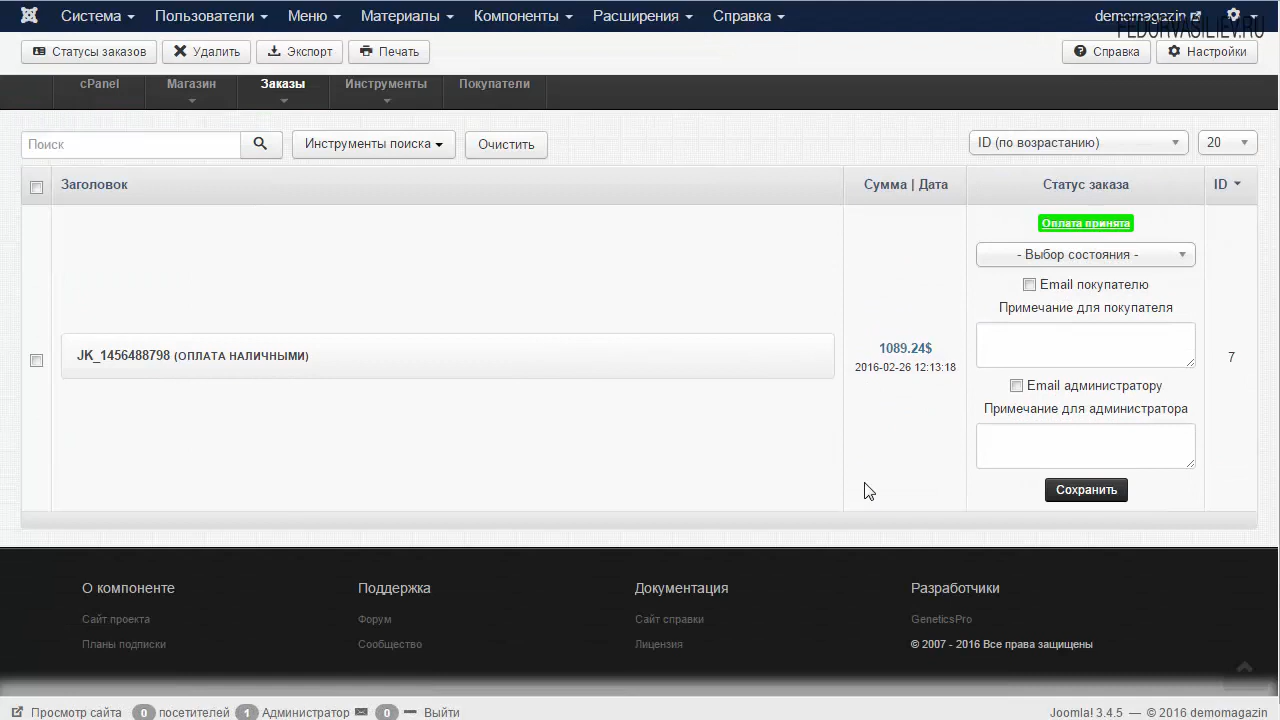 Система Пользователи Меню Материалы Компоненты Расширения Справка demomagazin
FEDORVASILIEV.RU
Статусы заказов Удалить Экспорт Печать Справка Настройки
cPanel Магазин Заказы Инструменты Покупатели
Поиск Инструменты поиска Очистить ID (по возрастанию) 20
Заголовок Сумма | Дата Статус заказа ID
Оплата принята
- Выбор состояния -
Email покупателю
Примечание для покупателя
JK_1456488798 (ОПЛАТА НАЛИЧНЫМИ) 1089.24$
2016-02-26 12:13:18
7
Email администратору
Примечание для администратора
Сохранить
О компоненте Поддержка Документация Разработчики
Сайт проекта Форум Сайт справки GeneticsPro
Планы подписки Сообщество Лицензия © 2007 - 2016 Все права защищены
Просмотр сайта 0 посетителей 1 Администратор 0 Выйти Joomla! 3.4.5 — © 2016 demomagazin